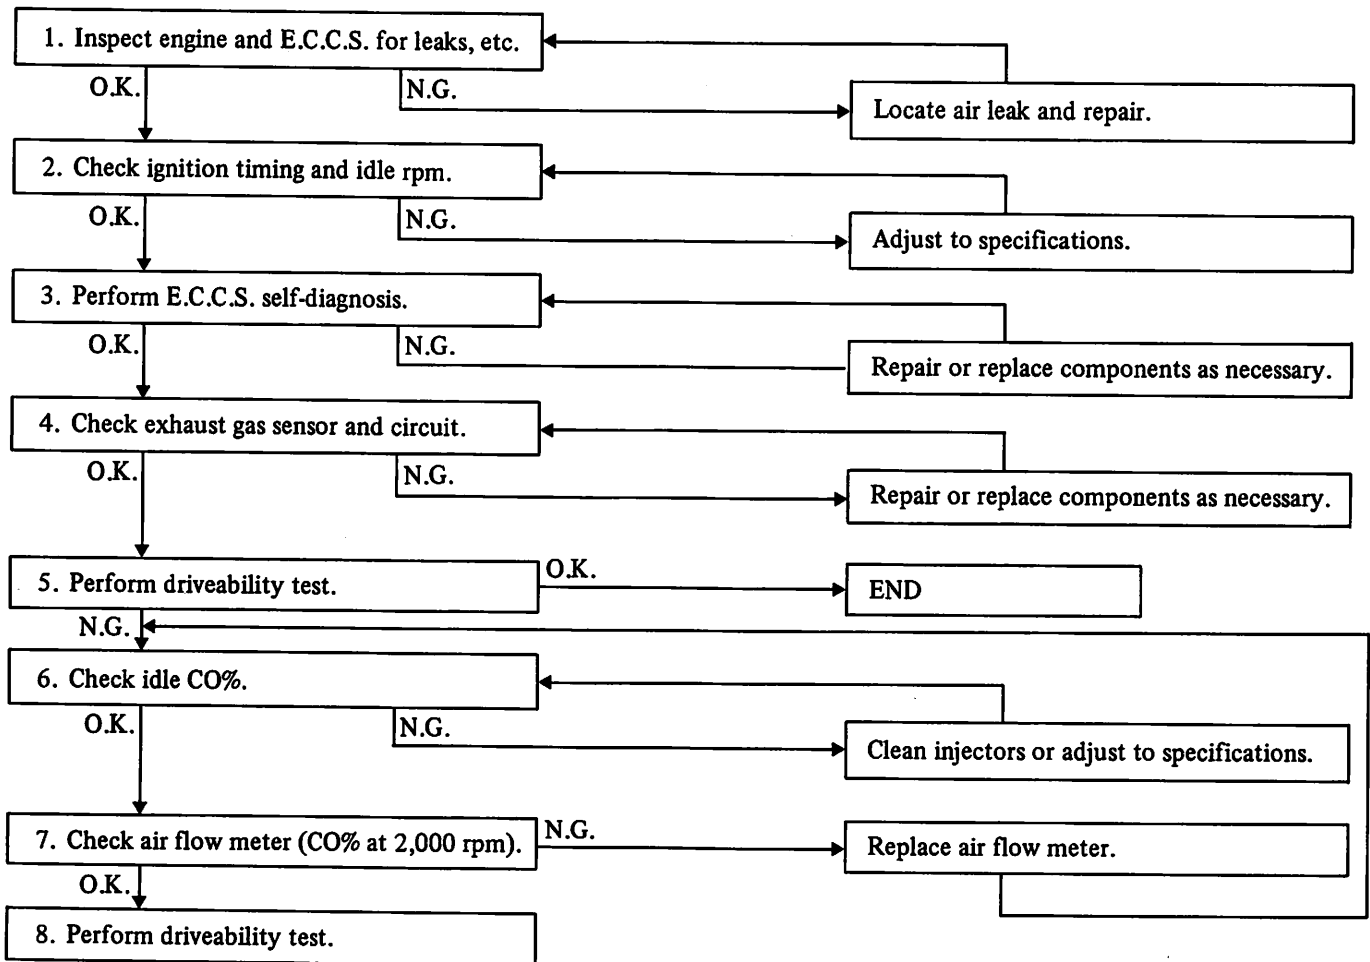 1. Inspect engine and E.C.C.S. for leaks, etc.
O.K.
N.G.
Locate air leak and repair.
2. Check ignition timing and idle rpm.
O.K.
N.G.
Adjust to specifications.
3. Perform E.C.C.S. self-diagnosis.
O.K.
N.G.
Repair or replace components as necessary.
4. Check exhaust gas sensor and circuit.
O.K.
N.G.
Repair or replace components as necessary.
5. Perform driveability test.
O.K.
END
N.G.
6. Check idle CO%.
O.K.
N.G.
Clean injectors or adjust to specifications.
7. Check air flow meter (CO% at 2,000 rpm).
N.G.
Replace air flow meter.
O.K.
8. Perform driveability test.